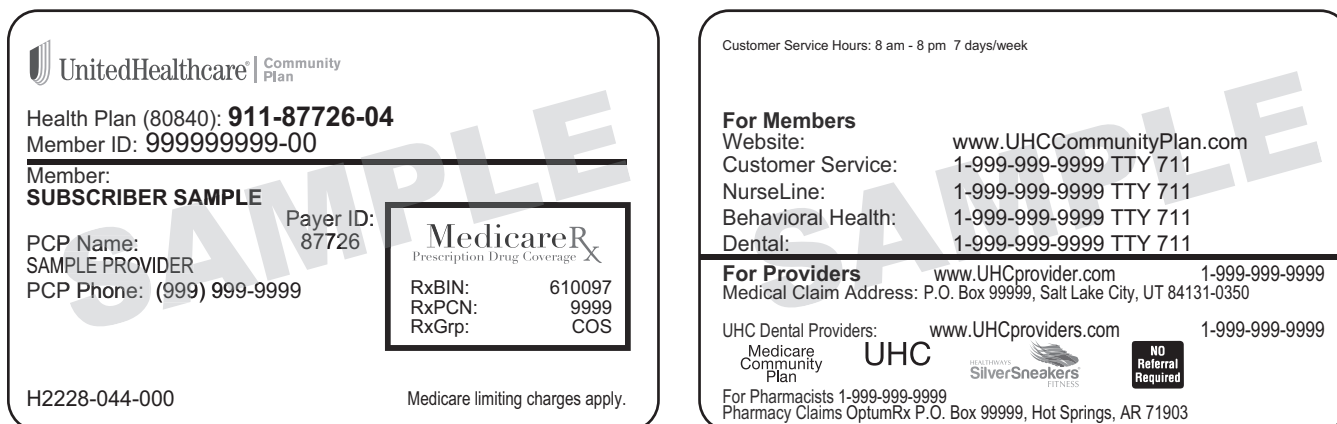 UnitedHealthcare® | Community Plan
Health Plan (80840): 911-87726-04
Member ID: 999999999-00
Member:
SUBSCRIBER SAMPLE
Payer ID:
87726
PCP Name:
SAMPLE PROVIDER
PCP Phone: (999) 999-9999
MedicareRx
Prescription Drug Coverage
RxBIN: 610097
RxPCN: 9999
RxGrp: COS
H2228-044-000
Medicare limiting charges apply.
SAMPLE
Customer Service Hours: 8 am - 8 pm 7 days/week
For Members
Website: www.UHCCommunityPlan.com
Customer Service: 1-999-999-9999 TTY 711
NurseLine: 1-999-999-9999 TTY 711
Behavioral Health: 1-999-999-9999 TTY 711
Dental: 1-999-999-9999 TTY 711
For Providers www.UHCprovider.com 1-999-999-9999
Medical Claim Address: P.O. Box 99999, Salt Lake City, UT 84131-0350
UHC Dental Providers: www.UHCproviders.com 1-999-999-9999
Medicare
Community
Plan
UHC
HEALTHWAYS
SilverSneakers
FITNESS
NO
Referral
Required
For Pharmacists 1-999-999-9999
Pharmacy Claims OptumRx P.O. Box 99999, Hot Springs, AR 71903
SAMPLE